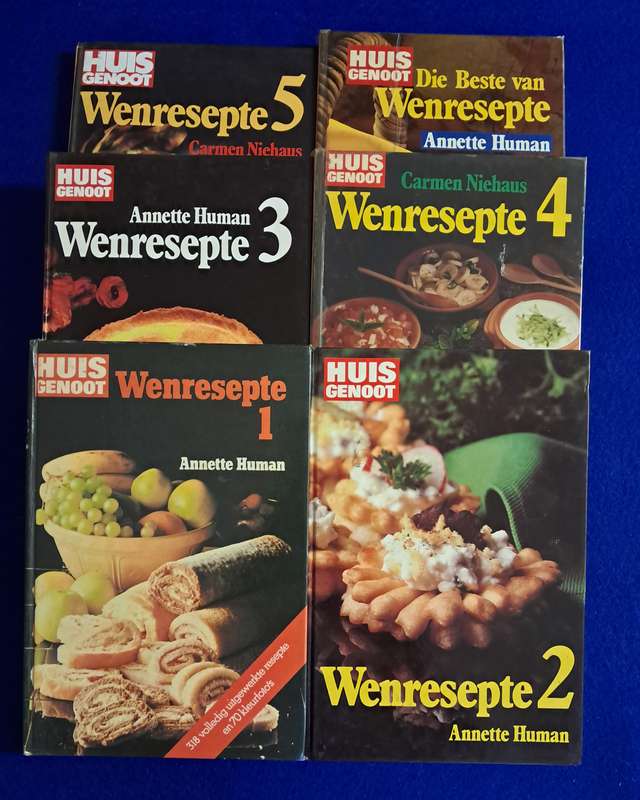 HUIS
GENOOT
Wenresepte 5
Carmen Niehaus
HUIS
GENOOT
Die Beste van
Wenresepte
Annette Human
HUIS
GENOOT
Annette Human
Wenresepte 3
HUIS
GENOOT
Carmen Niehaus
Wenresepte 4
HUIS
GENOOT
Wenresepte
1
Annette Human
318 volledig uitgewerkte resepte
en 70 kleurfoto's
HUIS
GENOOT
Wenresepte 2
Annette Human